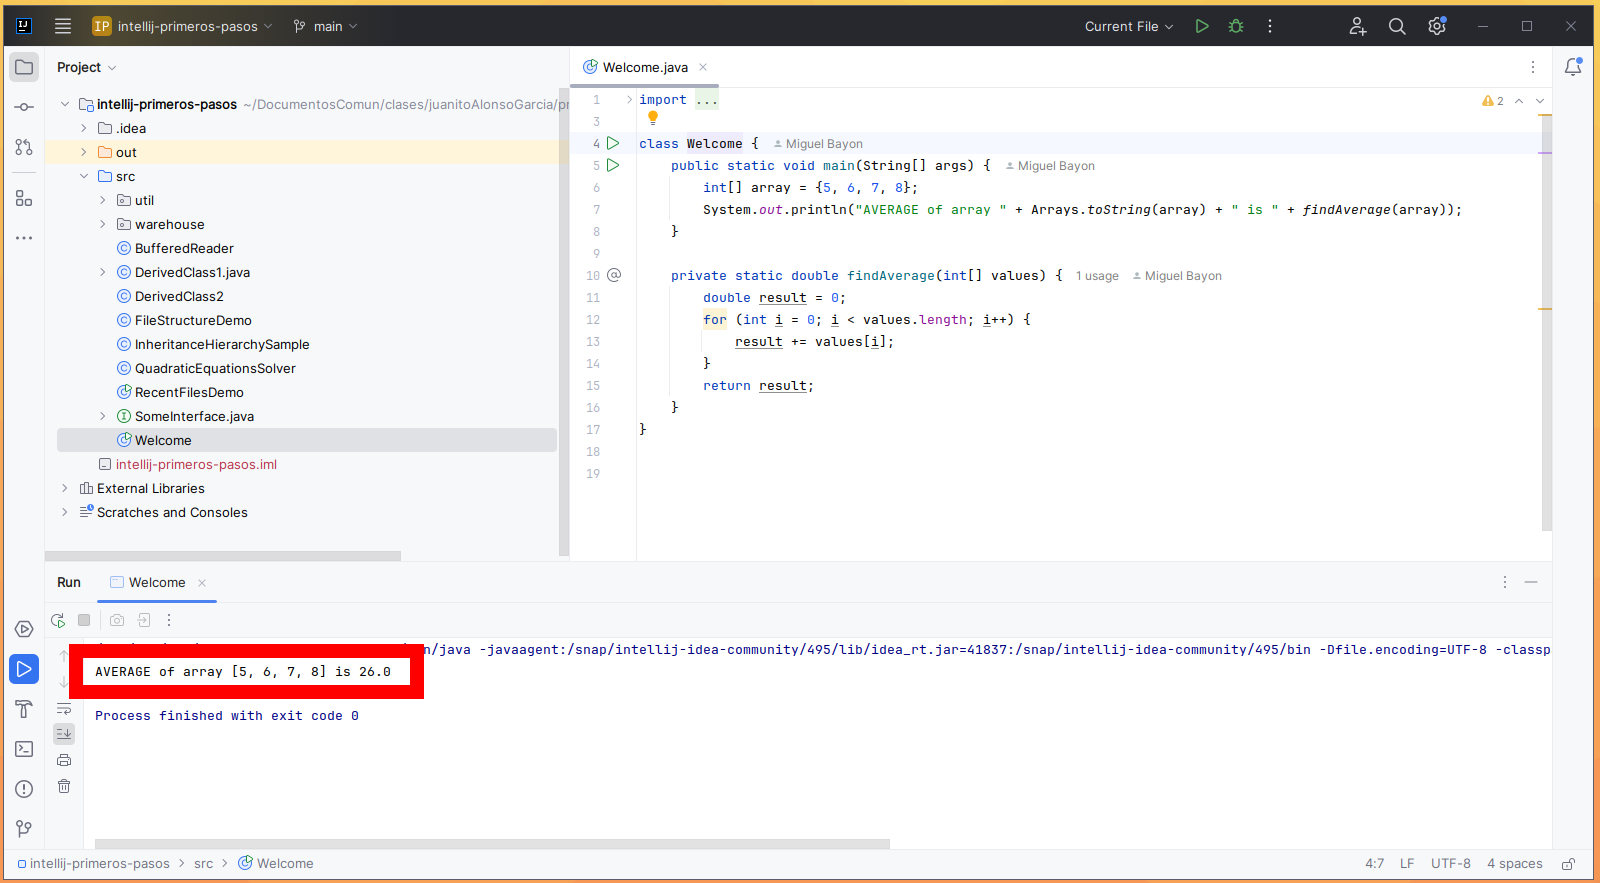 IJ
IP intellij-primeros-pasos main Current File
Project
Welcome.java
intellij-primeros-pasos ~/DocumentosComun/clases/juanitoAlonsoGarcia/pr
.idea
out
src
util
warehouse
BufferedReader
DerivedClass1.java
DerivedClass2
FileStructureDemo
InheritanceHierarchySample
QuadraticEquationsSolver
RecentFilesDemo
SomeInterface.java
Welcome
intellij-primeros-pasos.iml
External Libraries
Scratches and Consoles
1 import ...
2
3
4 class Welcome { Miguel Bayon
5 public static void main(String[] args) { Miguel Bayon
6 int[] array = {5, 6, 7, 8};
7 System.out.println("AVERAGE of array " + Arrays.toString(array) + " is " + findAverage(array));
8 }
9
10 private static double findAverage(int[] values) { 1 usage Miguel Bayon
11 double result = 0;
12 for (int i = 0; i < values.length; i++) {
13 result += values[i];
14 }
15 return result;
16 }
17 }
18
19
Run Welcome
/java -javaagent:/snap/intellij-idea-community/495/lib/idea_rt.jar=41837:/snap/intellij-idea-community/495/bin -Dfile.encoding=UTF-8 -classp
AVERAGE of array [5, 6, 7, 8] is 26.0
Process finished with exit code 0
intellij-primeros-pasos > src > Welcome 4:7 LF UTF-8 4 spaces